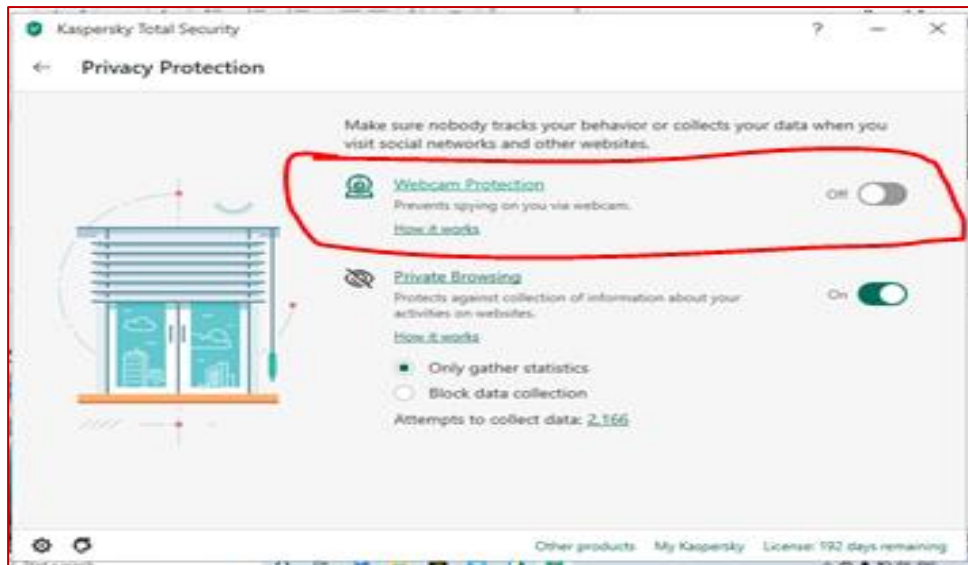 Kaspersky Total Security
?
Privacy Protection
Make sure nobody tracks your behavior or collects your data when you
visit social networks and other websites.
Webcam Protection
Off
Prevents spying on you via webcam.
How it works
Private Browsing
On
Protects against collection of information about your
activities on websites.
How it works
Only gather statistics
Block data collection
Attempts to collect data: 2,166
Other products My Kaspersky License: 192 days remaining